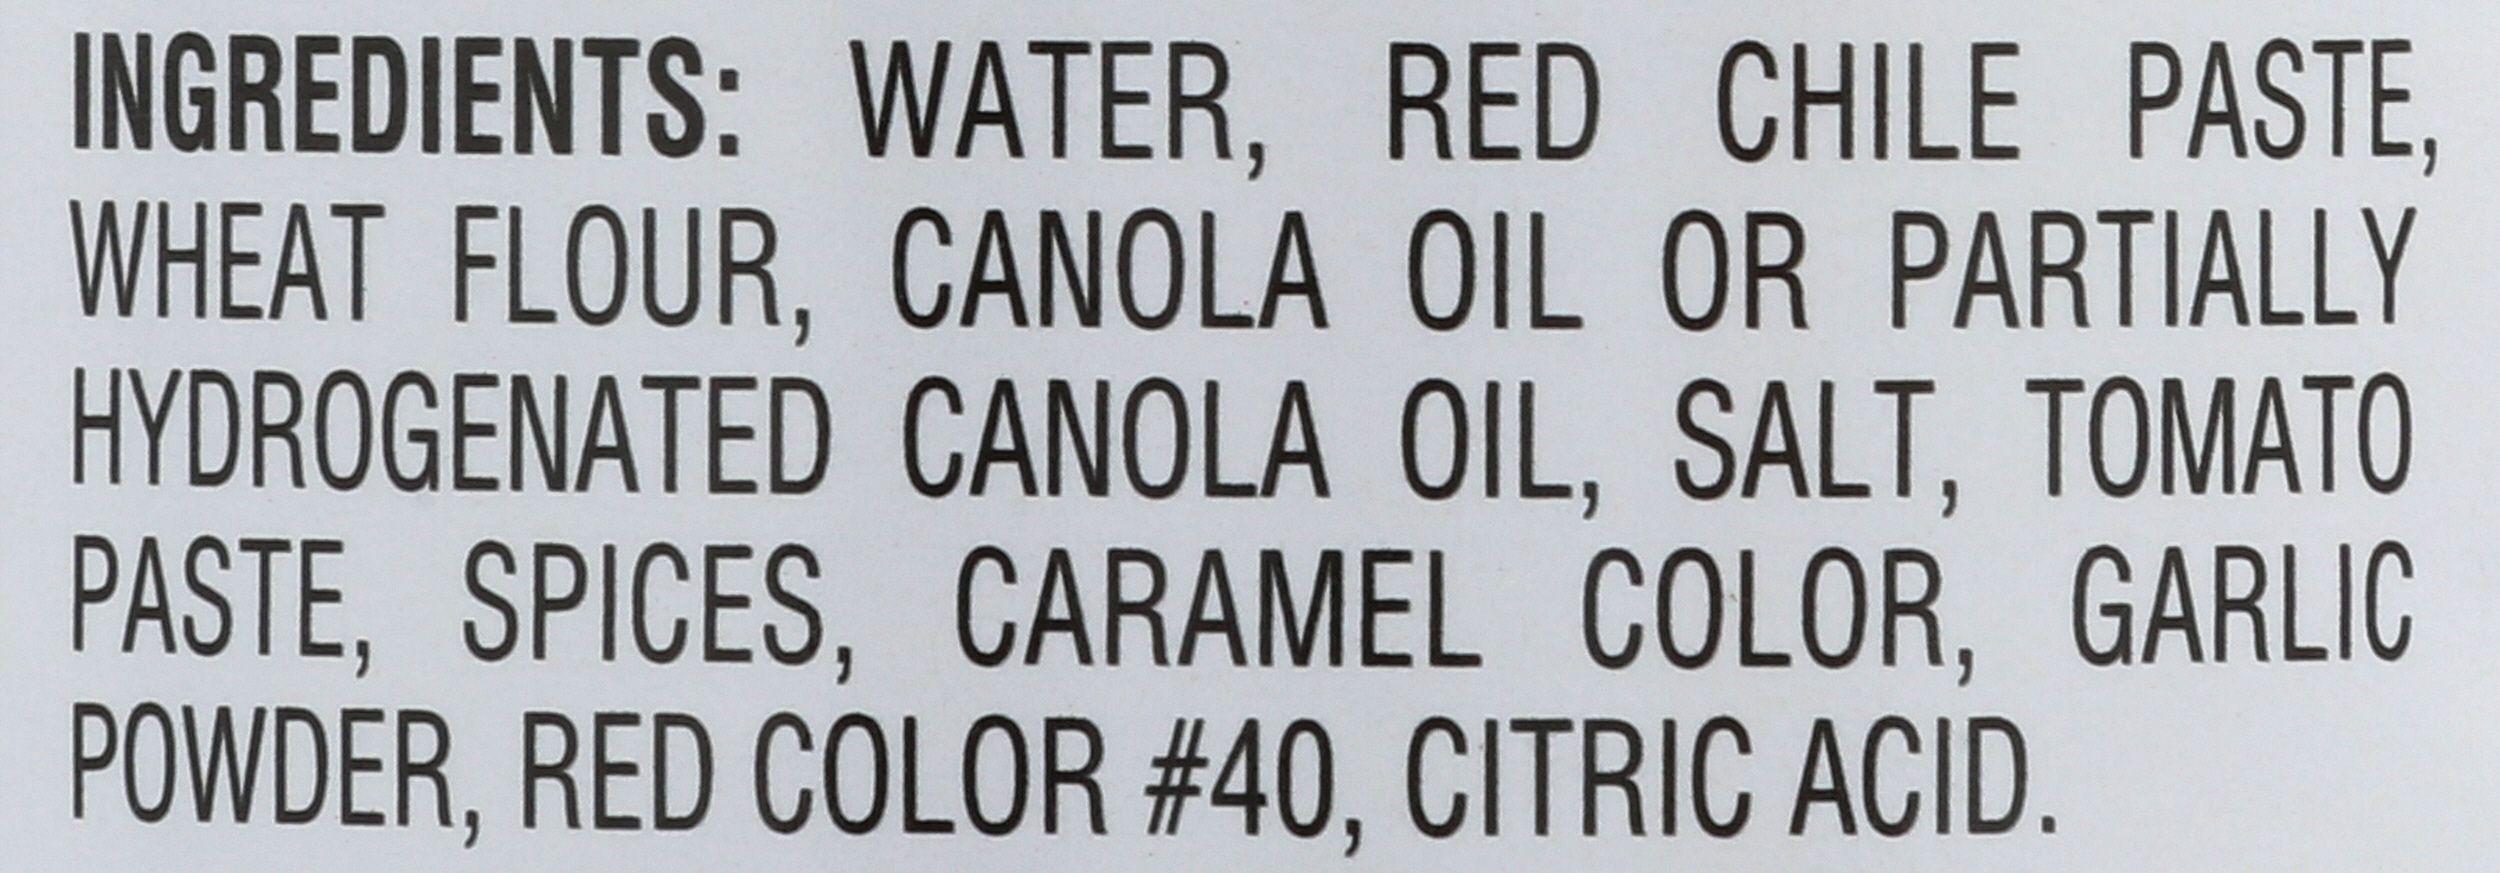 INGREDIENTS: WATER, RED CHILE PASTE,
WHEAT FLOUR, CANOLA OIL OR PARTIALLY
HYDROGENATED CANOLA OIL, SALT, TOMATO
PASTE, SPICES, CARAMEL COLOR, GARLIC
POWDER, RED COLOR #40, CITRIC ACID.